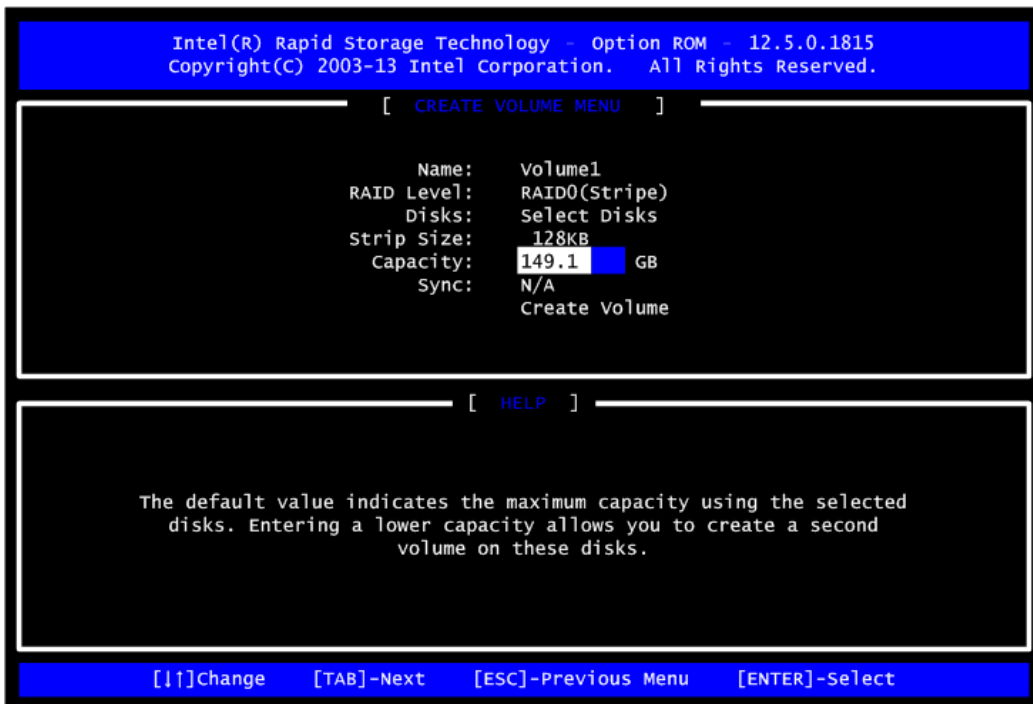 Intel(R) Rapid Storage Technology - Option ROM - 12.5.0.1815
Copyright(C) 2003-13 Intel Corporation. All Rights Reserved.
[ CREATE VOLUME MENU ]
Name: Volume1
RAID Level: RAID0(Stripe)
Disks: Select Disks
Strip Size: 128KB
Capacity: 149.1 GB
Sync: N/A
Create Volume
[ HELP ]
The default value indicates the maximum capacity using the selected
disks. Entering a lower capacity allows you to create a second
volume on these disks.
[↓↑]Change [TAB]-Next [ESC]-Previous Menu [ENTER]-Select